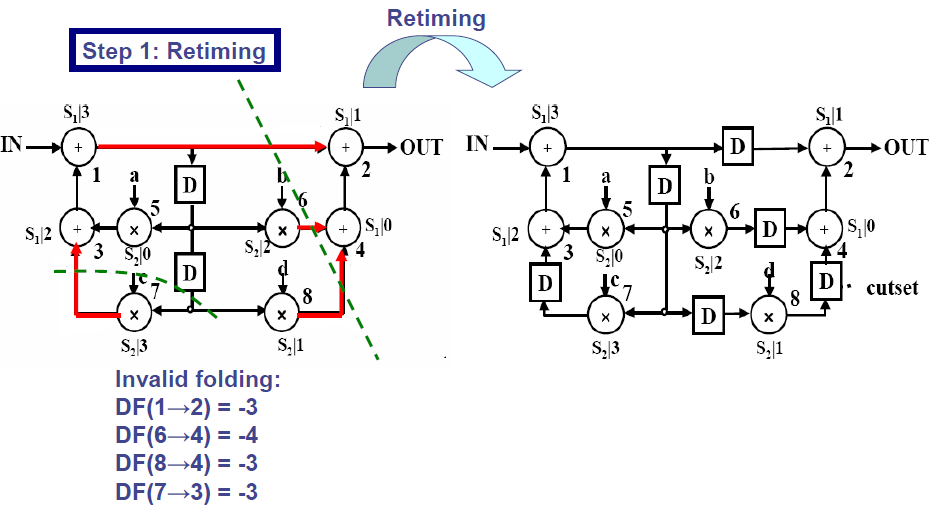 Retiming
Step 1: Retiming
S₁|3
S₁|1
IN
+
+
OUT
1
2
D
a
b
5
6
S₁|2
+
×
×
+
S₁|0
3
S₂|0
S₂|2
4
D
c
d
7
8
×
×
S₂|3
S₂|1
Invalid folding:
DF(1→2) = -3
DF(6→4) = -4
DF(8→4) = -3
DF(7→3) = -3
S₁|3
S₁|1
IN
+
D
+
OUT
1
2
D
a
b
5
6
S₁|2
+
×
×
D
+
S₁|0
3
S₂|0
S₂|2
4
D
c
d
D
cutset
7
8
×
D
×
S₂|3
S₂|1